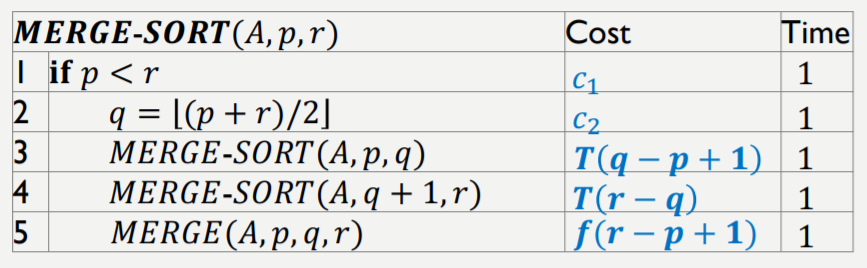 MERGE-SORT(A, p, r) Cost Time
1 if p < r c₁ 1
2 q = ⌊(p + r)/2⌋ c₂ 1
3 MERGE-SORT(A, p, q) T(q − p + 1) 1
4 MERGE-SORT(A, q + 1, r) T(r − q) 1
5 MERGE(A, p, q, r) f(r − p + 1) 1